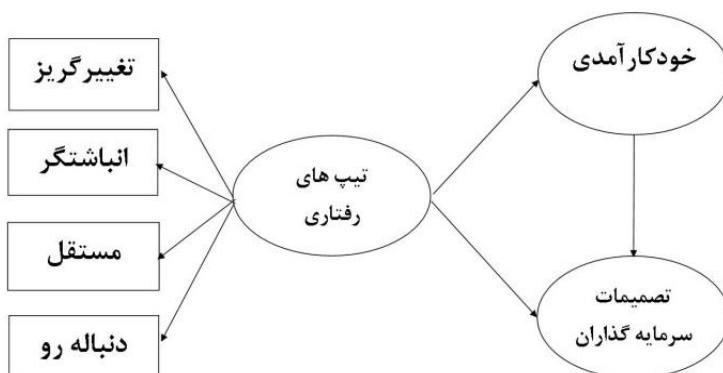 خودکارآمدی
تصمیمات
سرمایه گذاران
تیپ های
رفتاری
تغییرگریز
انباشتگر
مستقل
دنباله رو